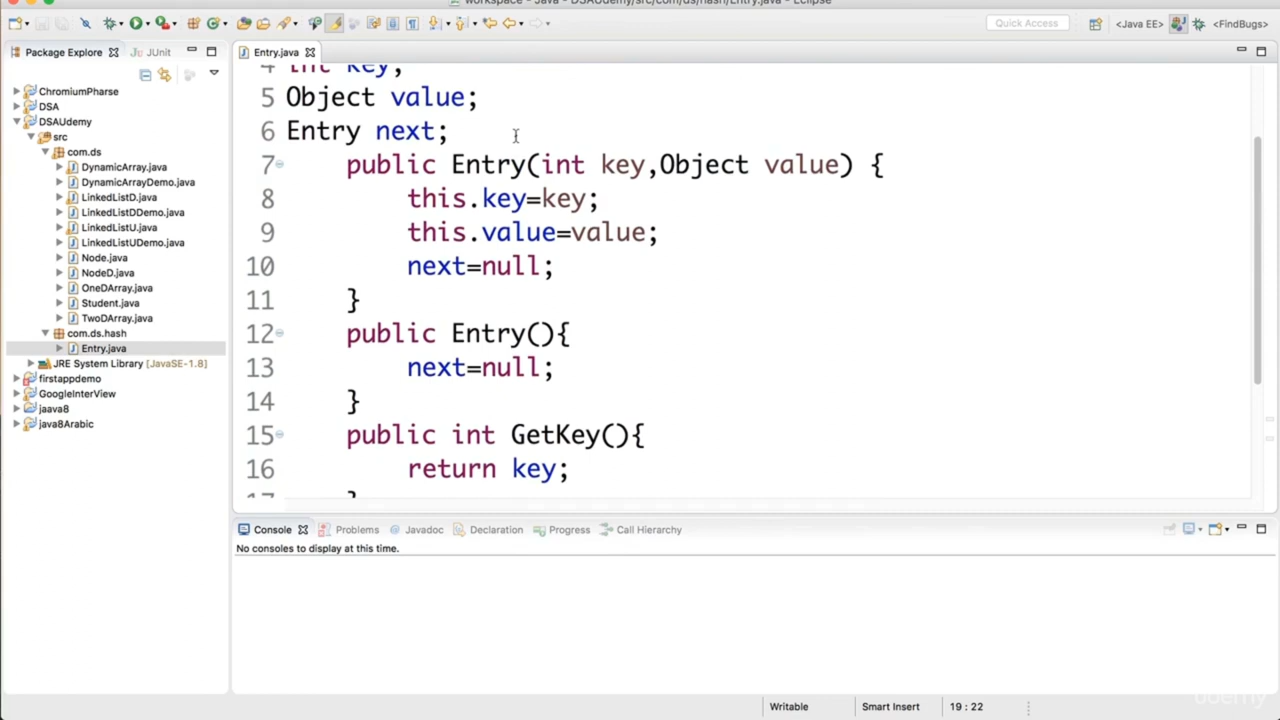 workspace - Java - DSAUdemy/src/com/ds/hash/Entry.java - Eclipse
Quick Access
<Java EE>
<FindBugs>
Package Explorer
JUnit
Entry.java
ChromiumPharse
DSA
DSAUdemy
src
com.ds
DynamicArray.java
DynamicArrayDemo.java
LinkedListD.java
LinkedListDDemo.java
LinkedListU.java
LinkedListUDemo.java
Node.java
NodeD.java
OneDArray.java
Student.java
TwoDArray.java
com.ds.hash
Entry.java
JRE System Library [JavaSE-1.8]
firstappdemo
GoogleInterView
jaava8
java8Arabic
4 int key;
5 Object value;
6 Entry next;
7 public Entry(int key,Object value) {
8 this.key=key;
9 this.value=value;
10 next=null;
11 }
12 public Entry(){
13 next=null;
14 }
15 public int GetKey(){
16 return key;
17 }
Console
Problems
Javadoc
Declaration
Progress
Call Hierarchy
No consoles to display at this time.
Writable
Smart Insert
19 : 22
udemy